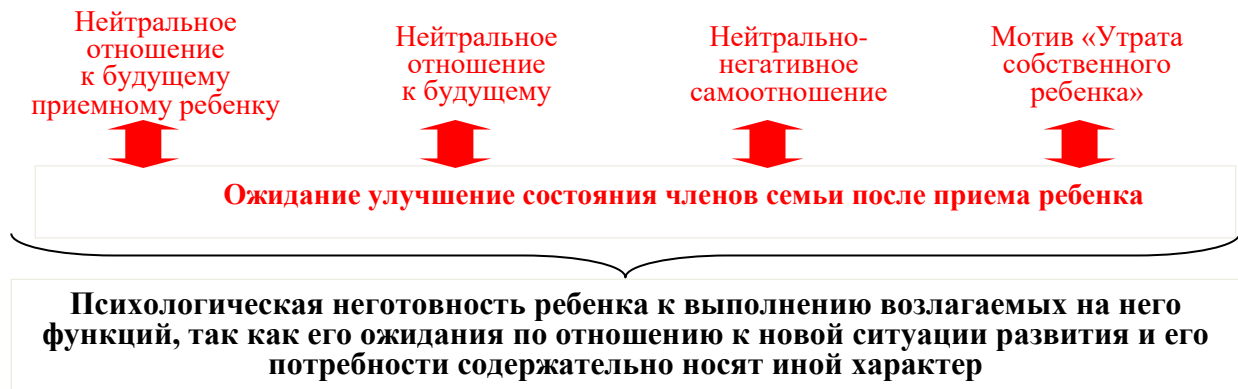 Нейтральное
отношение
к будущему
приемному ребенку
Нейтральное
отношение
к будущему
Нейтрально-
негативное
самоотношение
Мотив «Утрата
собственного
ребенка»
Ожидание улучшение состояния членов семьи после приема ребенка
Психологическая неготовность ребенка к выполнению возлагаемых на него
функций, так как его ожидания по отношению к новой ситуации развития и его
потребности содержательно носят иной характер